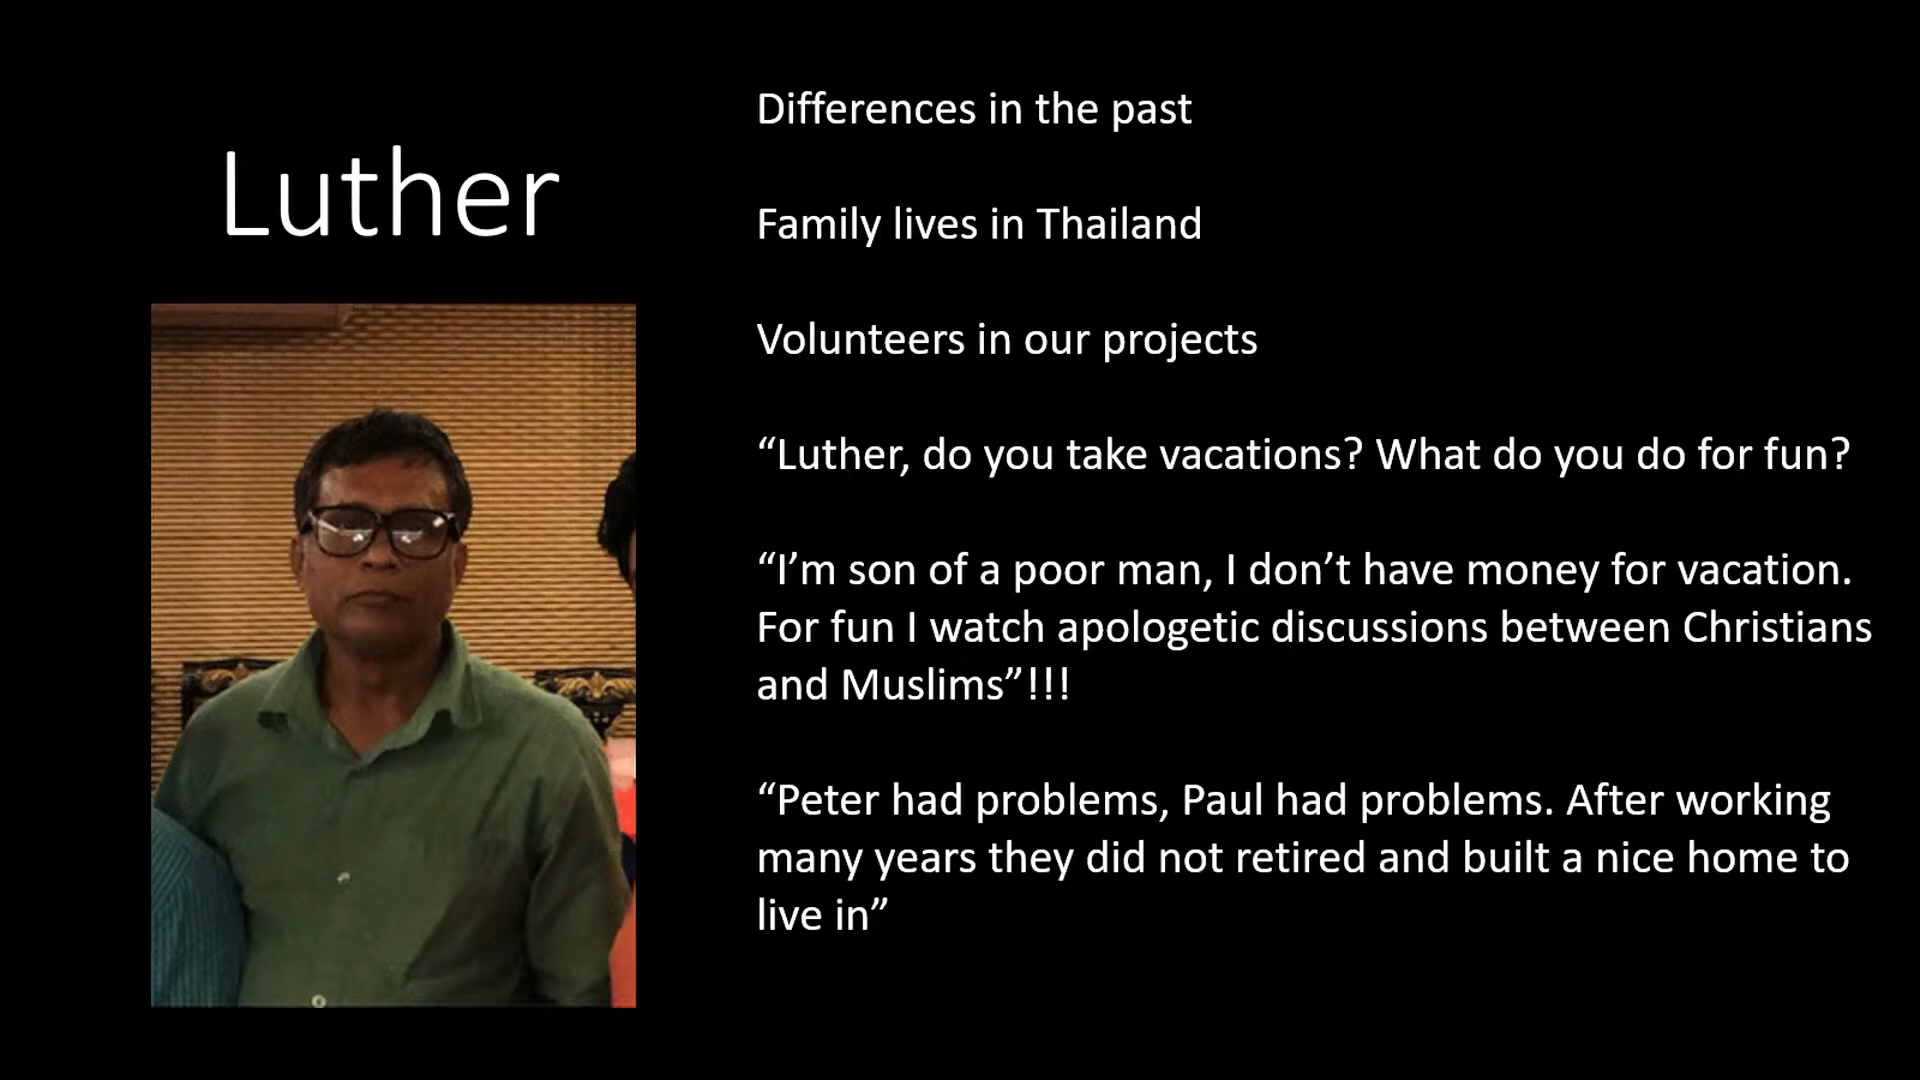 Luther
Differences in the past
Family lives in Thailand
Volunteers in our projects
“Luther, do you take vacations? What do you do for fun?
“I’m son of a poor man, I don’t have money for vacation.
For fun I watch apologetic discussions between Christians
and Muslims”!!!
“Peter had problems, Paul had problems. After working
many years they did not retired and built a nice home to
live in”